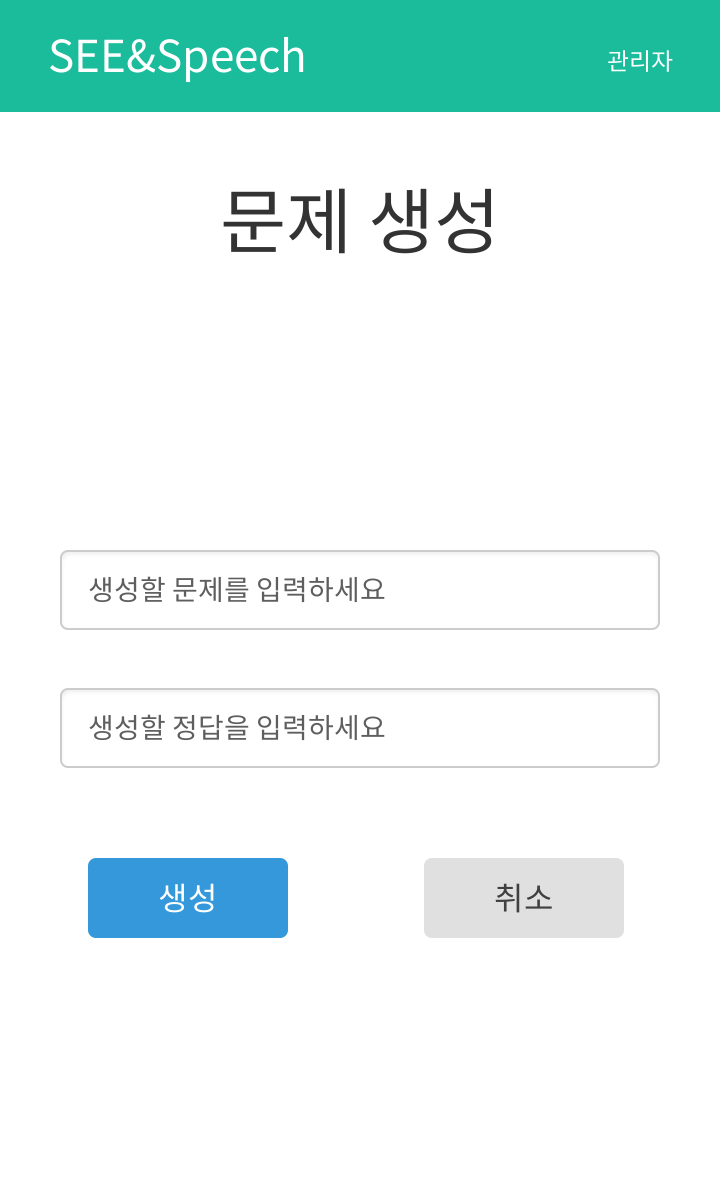 SEE&Speech
관리자
문제 생성
생성할 문제를 입력하세요
생성할 정답을 입력하세요
생성
취소